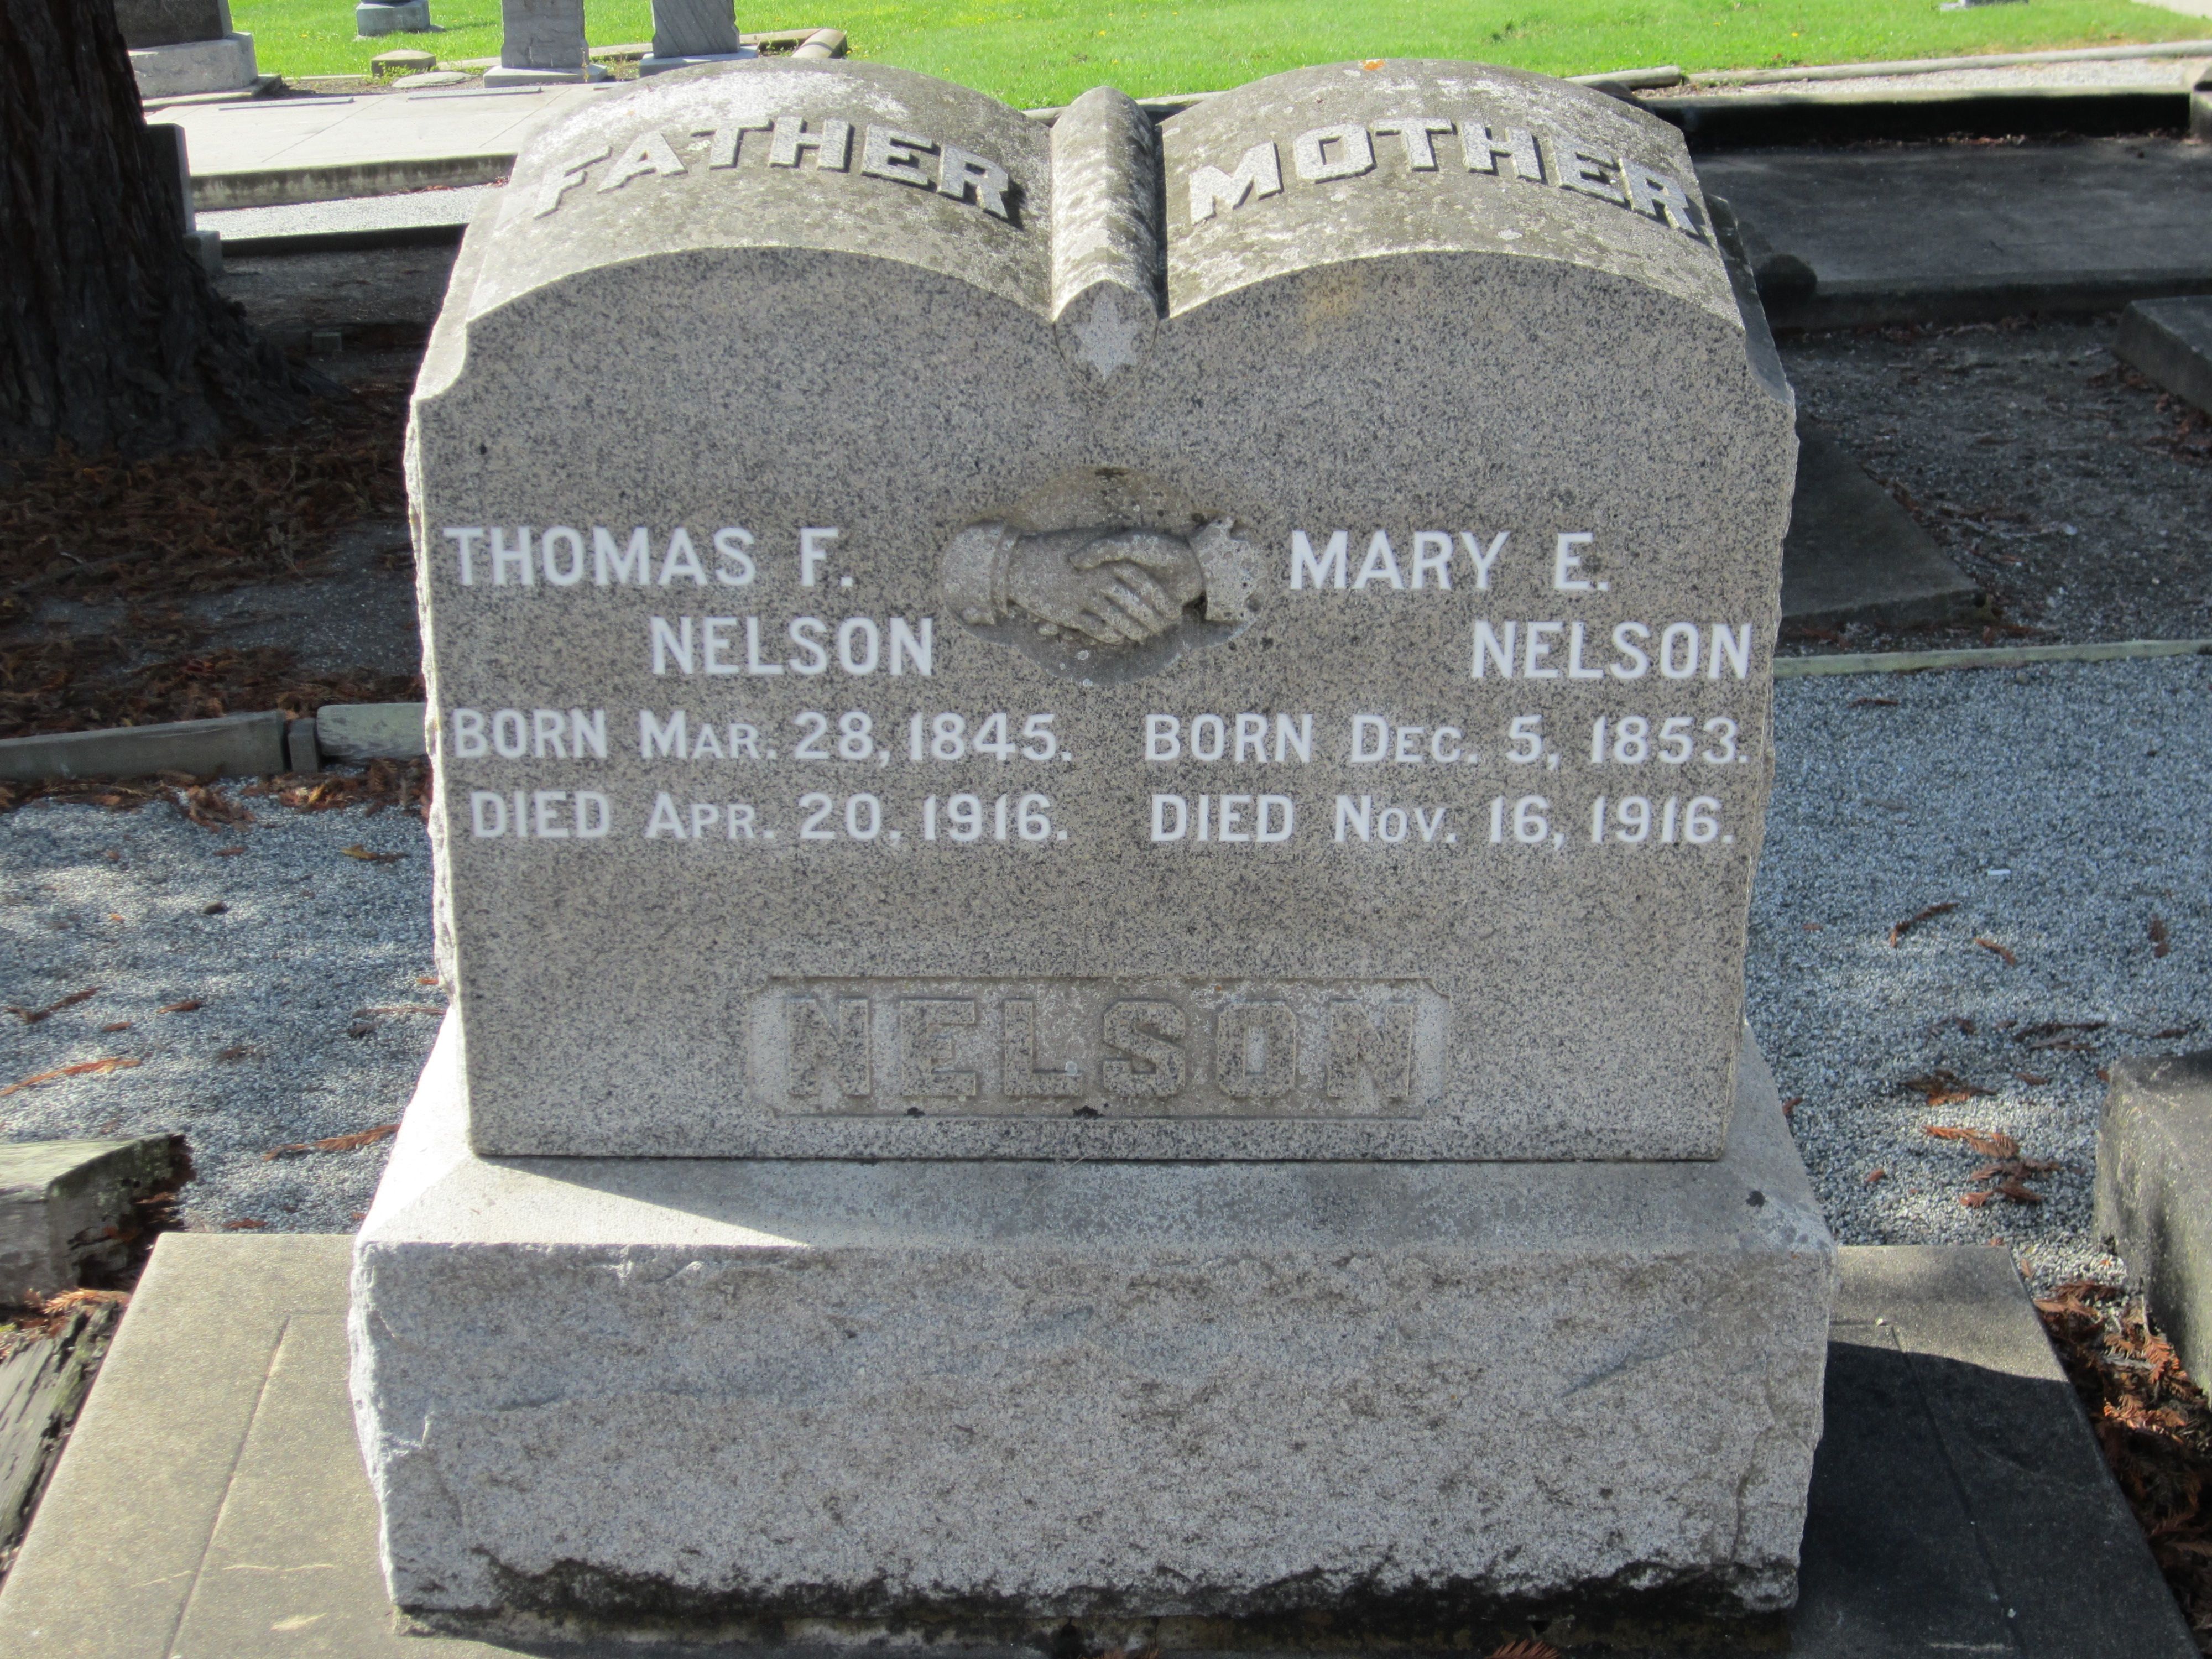 FATHER
MOTHER
THOMAS F.
NELSON
BORN MAR. 28, 1845.
DIED APR. 20, 1916.
MARY E.
NELSON
BORN DEC. 5, 1853.
DIED NOV. 16, 1916.
NELSON